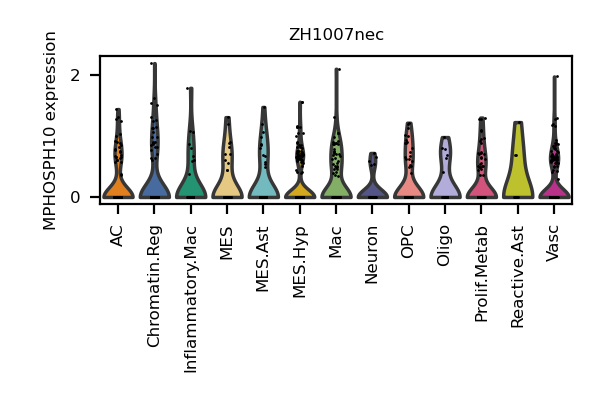 ZH1007nec
MPHOSPH10 expression
2
0
AC
Chromatin.Reg
Inflammatory.Mac
MES
MES.Ast
MES.Hyp
Mac
Neuron
OPC
Oligo
Prolif.Metab
Reactive.Ast
Vasc